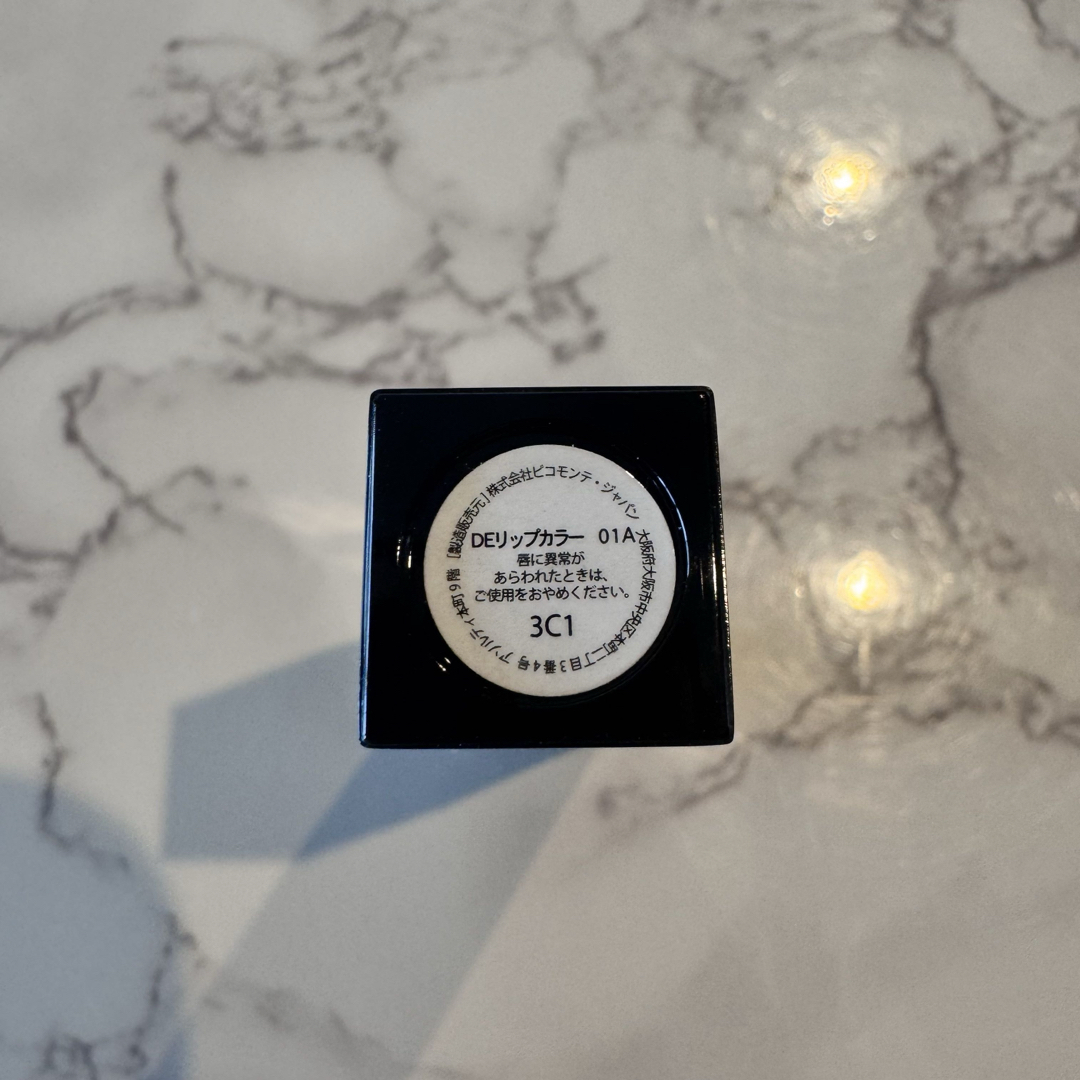 [製造販売元] 株式会社ピコモンテ・ジャパン 大阪府大阪市中央区本町二丁目3番4号 アソルティ本町9階
DEリップカラー 01A
唇に異常が
あらわれたときは、
ご使用をおやめください。
3C1